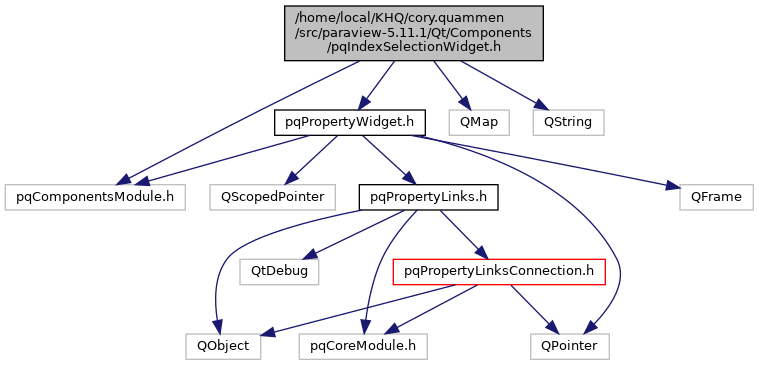 /home/local/KHQ/cory.quammen
/src/paraview-5.11.1/Qt/Components
/pqIndexSelectionWidget.h
pqPropertyWidget.h
QMap
QString
pqComponentsModule.h
QScopedPointer
pqPropertyLinks.h
QFrame
QtDebug
pqPropertyLinksConnection.h
QObject
pqCoreModule.h
QPointer